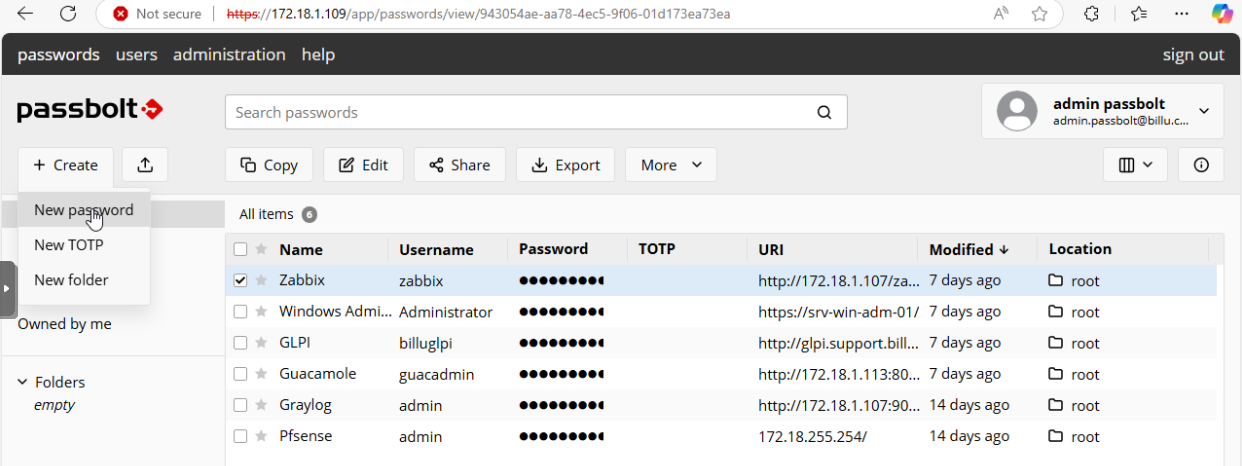 Not secure https://172.18.1.109/app/passwords/view/943054ae-aa78-4ec5-9f06-01d173ea73ea
passwords users administration help sign out
passbolt Search passwords admin passbolt
admin.passbolt@billu.c...
+ Create Copy Edit Share Export More
New password
New TOTP
New folder
Owned by me
Folders
empty
All items 6
Name Username Password TOTP URI Modified Location
Zabbix zabbix http://172.18.1.107/za... 7 days ago root
Windows Admi... Administrator https://srv-win-adm-01/ 7 days ago root
GLPI billuglpi http://glpi.support.bill... 7 days ago root
Guacamole guacadmin http://172.18.1.113:80... 7 days ago root
Graylog admin http://172.18.1.107:90... 14 days ago root
Pfsense admin 172.18.255.254/ 14 days ago root